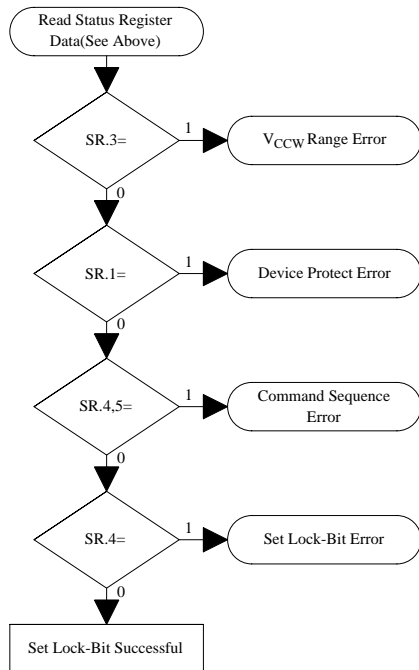 Read Status Register
Data(See Above)
SR.3=
1
VCCW Range Error
0
SR.1=
1
Device Protect Error
0
SR.4,5=
1
Command Sequence
Error
0
SR.4=
1
Set Lock-Bit Error
0
Set Lock-Bit Successful